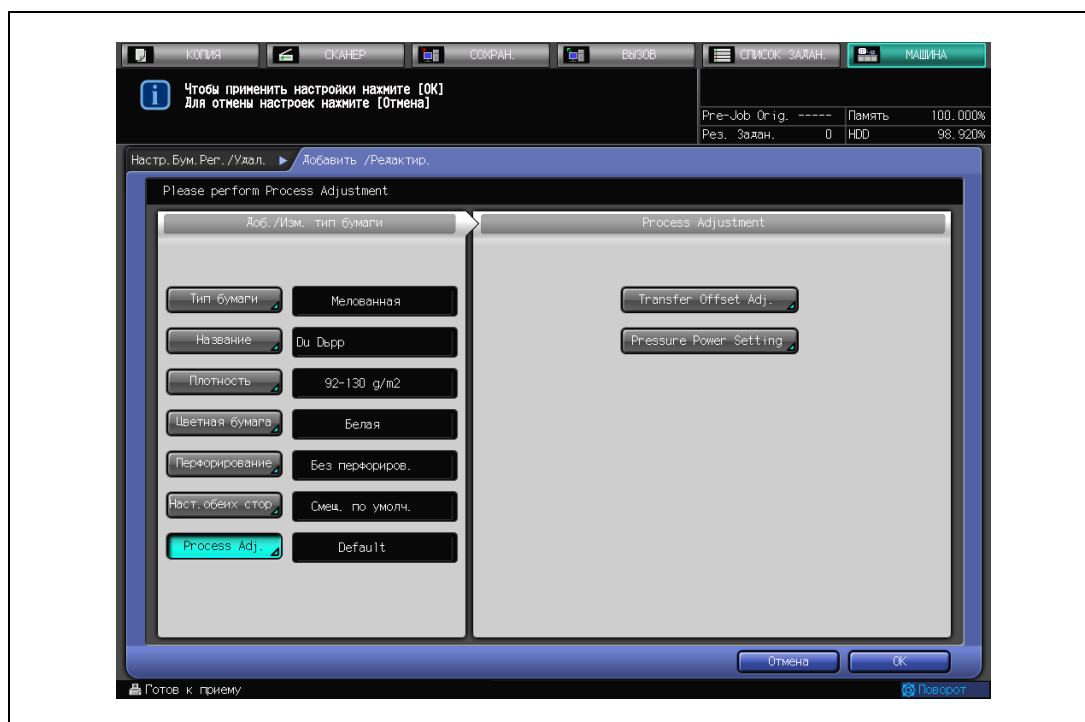 КОПИЯ СКАНЕР СОХРАН. ВЫЗОВ СПИСОК ЗАДАН. МАШИНА
Чтобы применить настройки нажмите [OK]
Для отмены настроек нажмите [Отмена]
Pre-Job Orig. ----- Память 100.000%
Рез. Задан. 0 HDD 98.920%
Настр.Бум.Рег./Удал. Добавить /Редактир.
Please perform Process Adjustment
Доб./Изм. тип бумаги Process Adjustment
Тип бумаги Мелованная Transfer Offset Adj.
Название Du Dьpp Pressure Power Setting
Плотность 92-130 g/m2
Цветная бумага Белая
Перфорирование Без перфориров.
Наст.обеих стор Смещ. по умолч.
Process Adj. Default
Отмена OK
Готов к приему Поворот